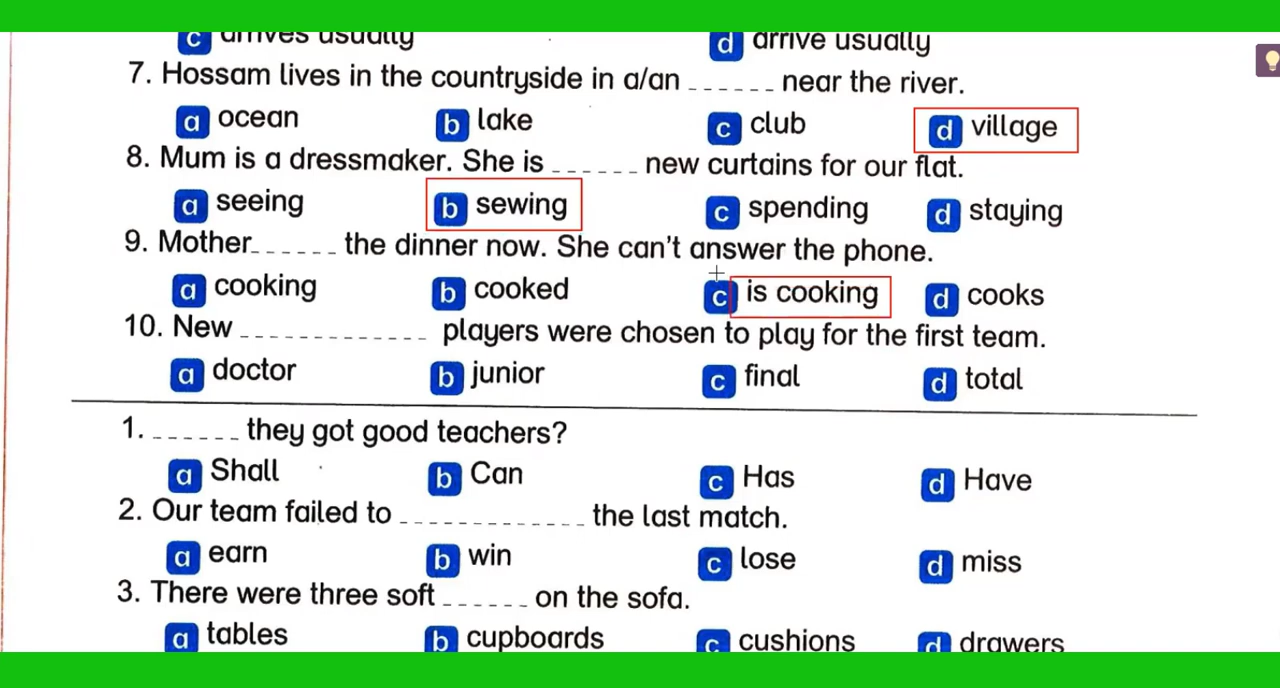 c arrives usually d arrive usually
7. Hossam lives in the countryside in a/an ______ near the river.
a ocean b lake c club d village
8. Mum is a dressmaker. She is ______ new curtains for our flat.
a seeing b sewing c spending d staying
9. Mother______ the dinner now. She can't answer the phone.
a cooking b cooked c is cooking d cooks
10. New _____________ players were chosen to play for the first team.
a doctor b junior c final d total
1. ______ they got good teachers?
a Shall b Can c Has d Have
2. Our team failed to _____________ the last match.
a earn b win c lose d miss
3. There were three soft ______ on the sofa.
a tables b cupboards c cushions d drawers